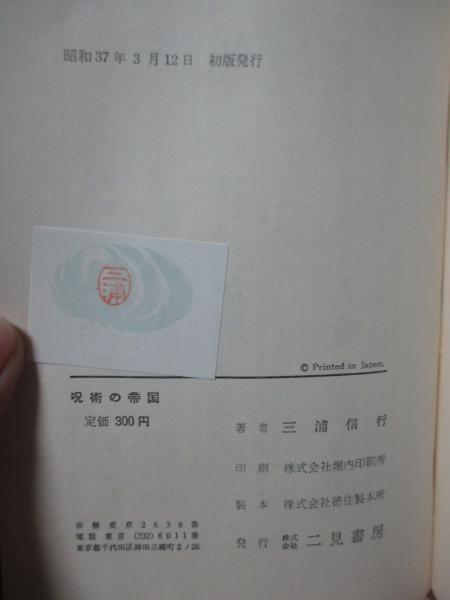 昭和37年3月12日 初版発行
三浦
© Printed in Japan.
呪術の帝国
定価 300円
著者 三浦信行
印刷 株式会社堀内印刷所
製本 株式会社徳住製本所
発行 株式会社 二見書房
振替東京2639番
電話東京(232)6011番
東京都千代田区神田三崎町2/26